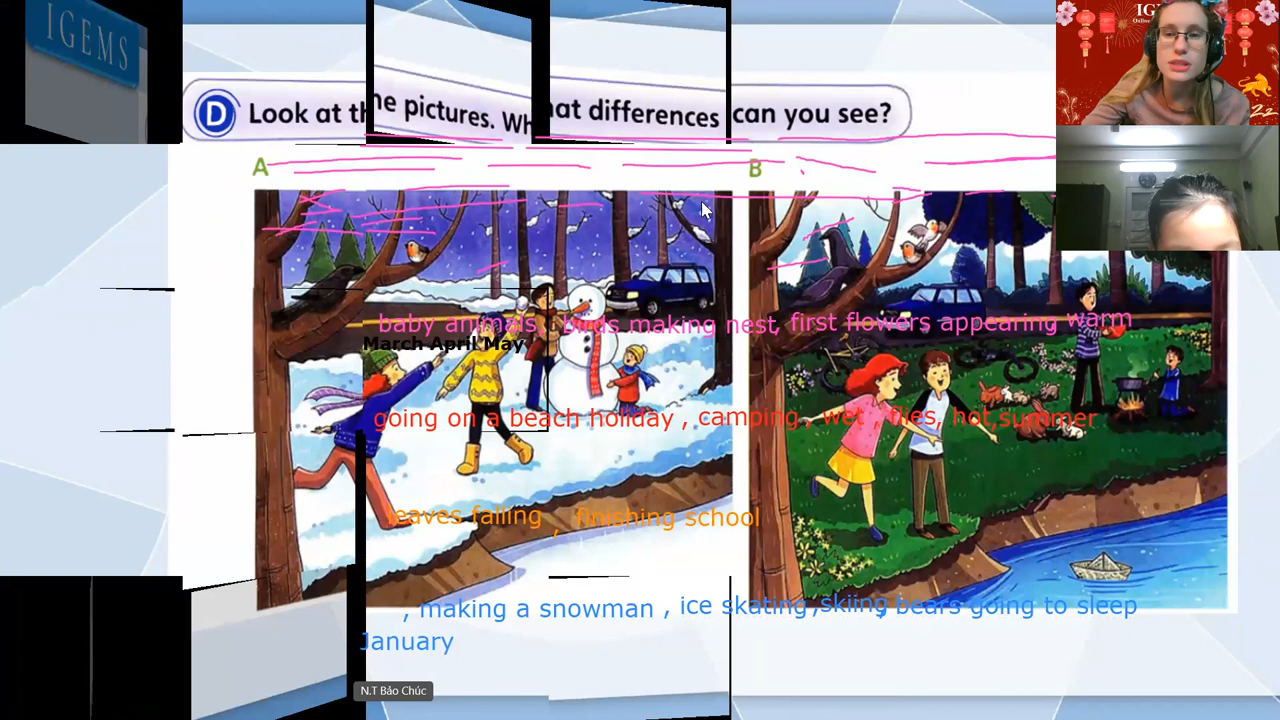 IGEMS
D Look at the pictures. What differences can you see?
A
B
baby animals , birds making nest, first flowers appearing warm
March April May
going on a beach holiday , camping , wet , flies, hot,summer
leaves falling , finishing school
, making a snowman , ice skating ,skiing , bears going to sleep
January
N.T Bảo Chúc